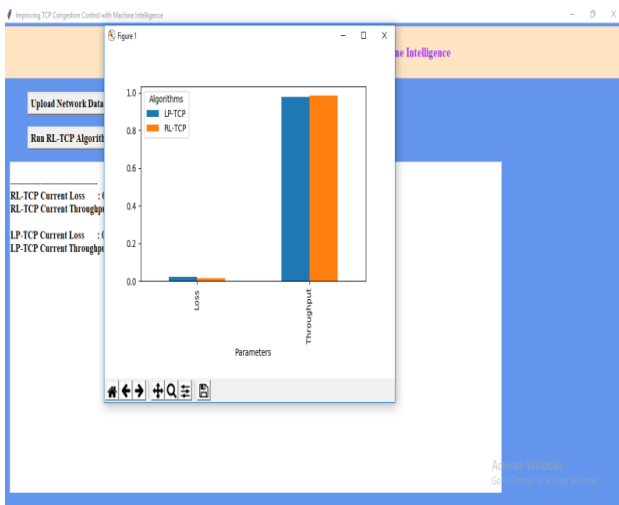 Improving TCP Congestion Control with Machine Intelligence
Figure 1
ne Intelligence
Upload Network Data
Run RL-TCP Algorith
RL-TCP Current Loss :
RL-TCP Current Throughpu
LP-TCP Current Loss :
LP-TCP Current Throughpu
1.0
0.8
0.6
0.4
0.2
0.0
Algorithms
LP-TCP
RL-TCP
Loss
Throughput
Parameters
Activate Windows
Go to Settings to activate Windows.